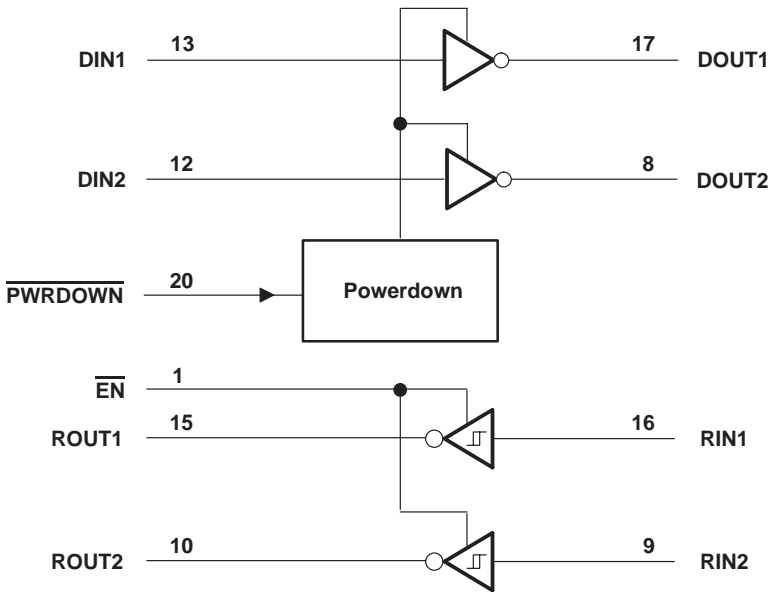 DIN1 13 17 DOUT1
DIN2 12 8 DOUT2
PWRDOWN 20 Powerdown
EN 1
ROUT1 15 16 RIN1
ROUT2 10 9 RIN2